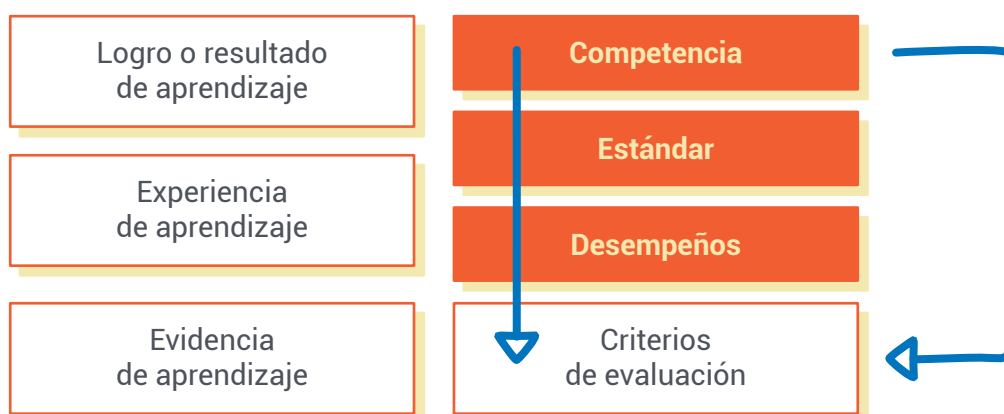 Logro o resultado
de aprendizaje
Experiencia
de aprendizaje
Evidencia
de aprendizaje
Competencia
Estándar
Desempeños
Criterios
de evaluación